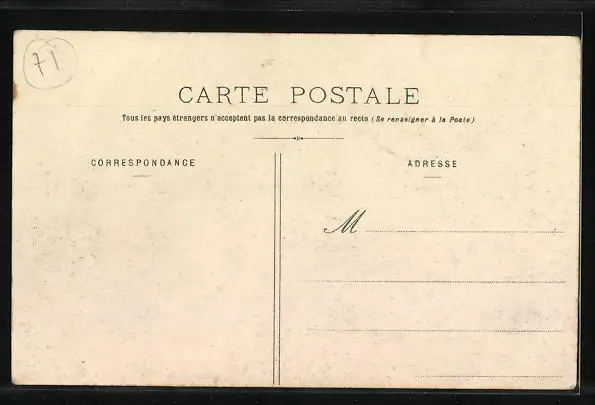 71
CARTE POSTALE
Tous les pays étrangers n'acceptent pas la correspondance au recto (Se renseigner à la Poste)
CORRESPONDANCE
ADRESSE
M